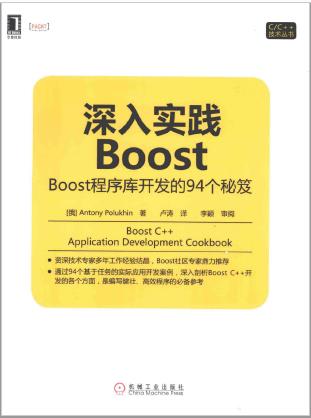 华章科技
[PACKT]
C/C++
技术丛书
深入实践
Boost
Boost程序库开发的94个秘笈
[俄] Antony Polukhin 著 卢涛 译 李颖 审阅
Boost C++
Application Development Cookbook
● 资深技术专家多年工作经验结晶，Boost社区专家鼎力推荐
● 通过94个基于任务的实际应用开发案例，深入剖析Boost C++开
发的各个方面，是编写健壮、高效程序的必备参考
机械工业出版社
China Machine Press